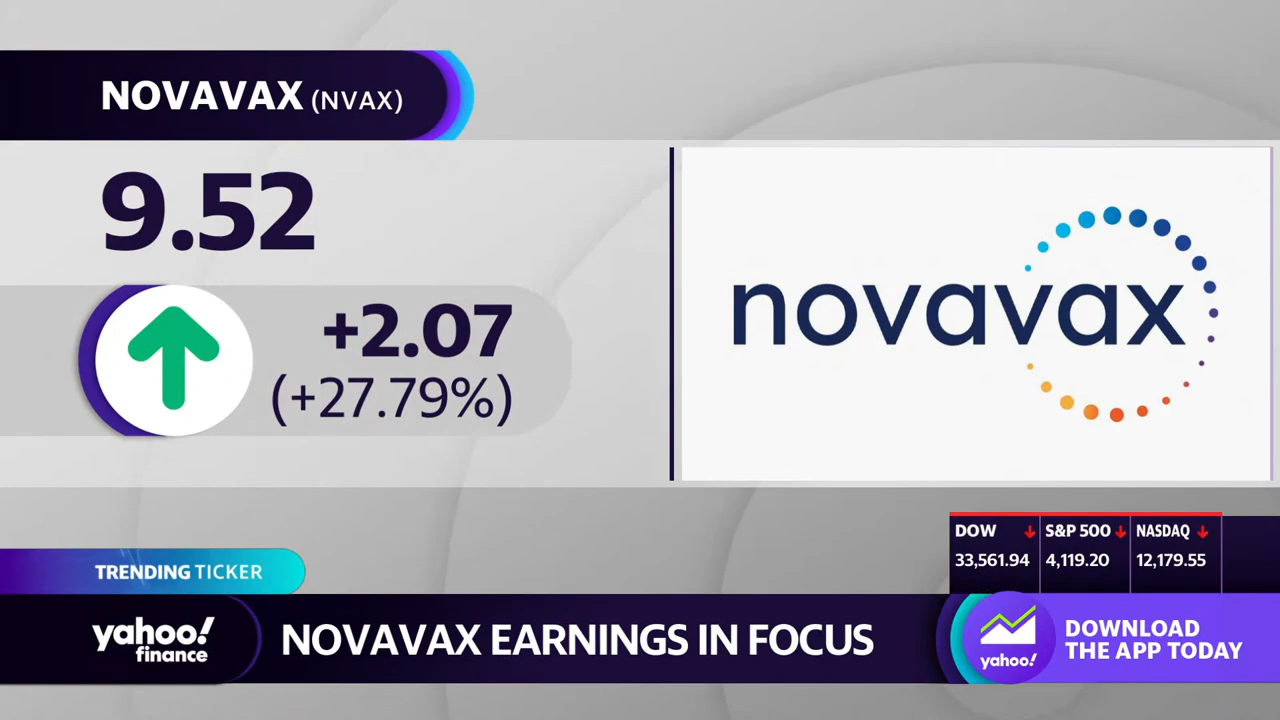 NOVAVAX (NVAX)
9.52
+2.07
(+27.79%)
novavax
DOW
33,561.94
S&P 500
4,119.20
NASDAQ
12,179.55
TRENDING TICKER
yahoo!
finance
NOVAVAX EARNINGS IN FOCUS
yahoo!
DOWNLOAD
THE APP TODAY